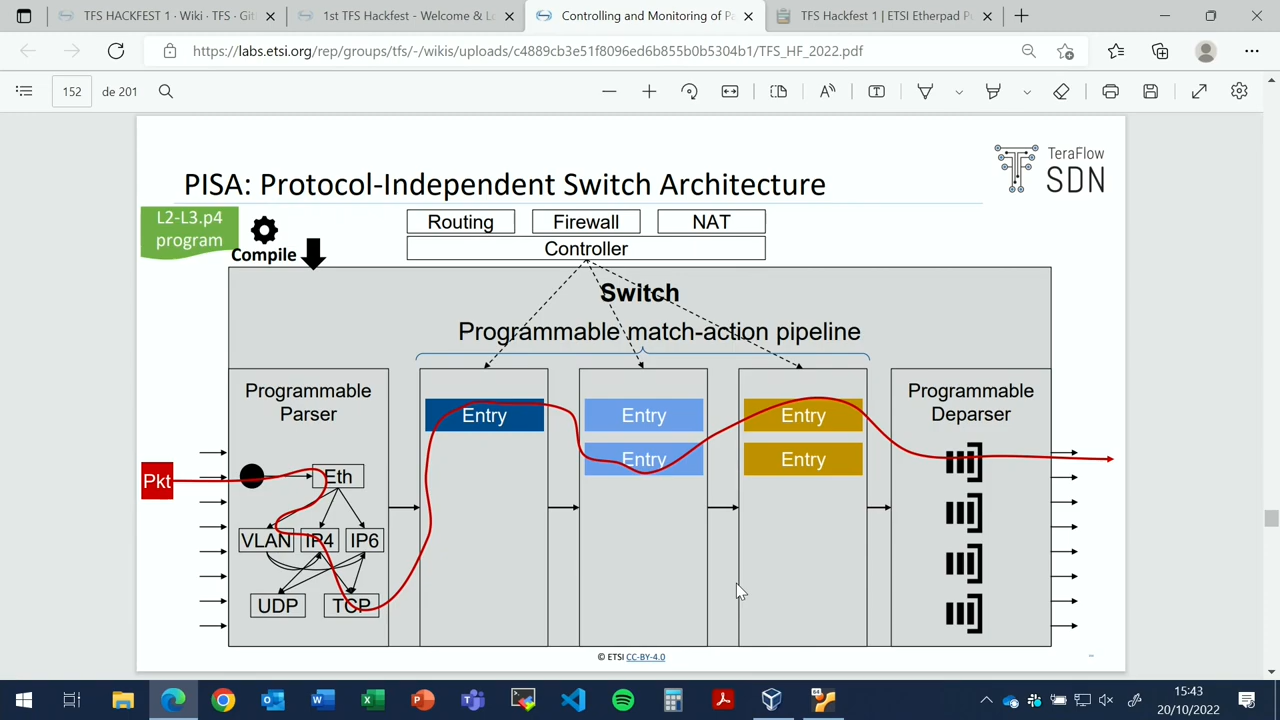 TFS HACKFEST 1 · Wiki · TFS · Git
1st TFS Hackfest - Welcome & L
Controlling and Monitoring of Pa
TFS Hackfest 1 | ETSI Etherpad P
https://labs.etsi.org/rep/groups/tfs/-/wikis/uploads/c4889cb3e51f8096ed6b855b0b5304b1/TFS_HF_2022.pdf
152 de 201
PISA: Protocol-Independent Switch Architecture
TeraFlow
SDN
L2-L3.p4
program
Compile
Routing
Firewall
NAT
Controller
Switch
Programmable match-action pipeline
Programmable
Parser
Programmable
Deparser
Entry
Entry
Entry
Entry
Entry
Pkt
Eth
VLAN
IP4
IP6
UDP
TCP
© ETSI CC-BY-4.0
15:43
20/10/2022